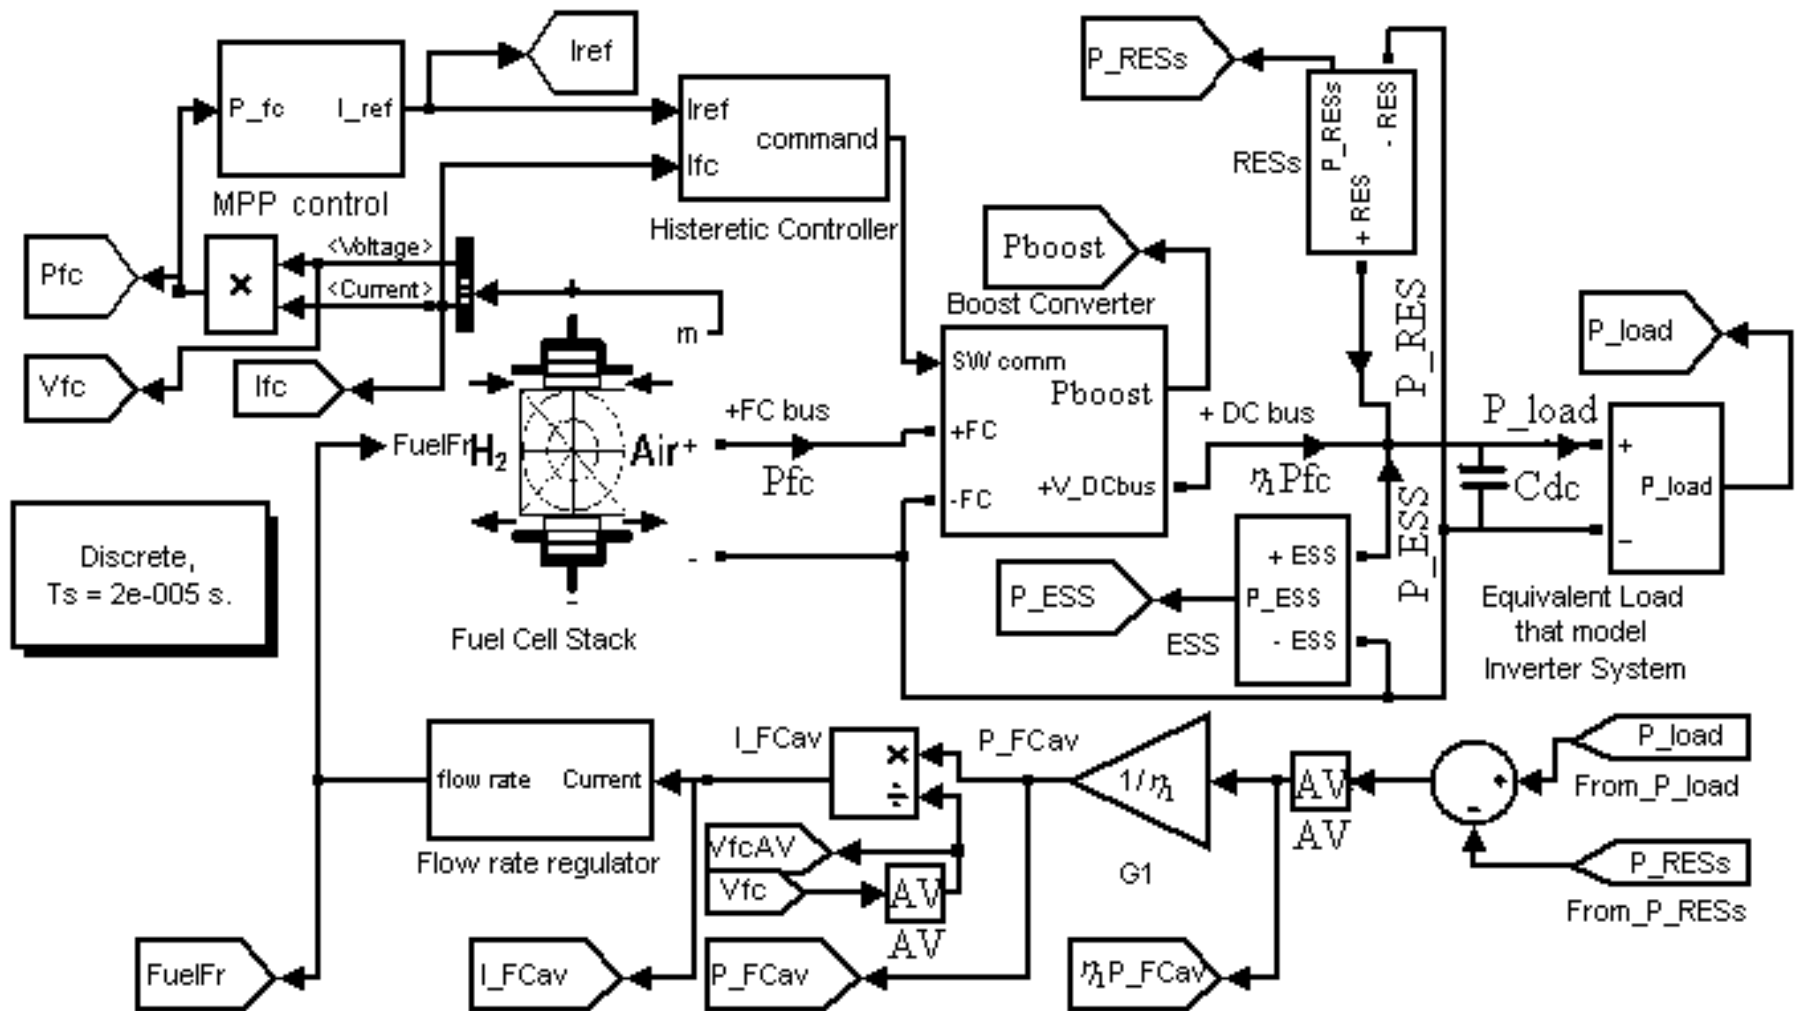 Iref
P_RESs
P_fc
I_ref
Iref
command
Ifc
MPP control
Histeretic Controller
RESs
P_RESs
- RES
+ RES
<Voltage>
<Current>
Pfc
×
Vfc
Ifc
m
+
Pboost
Boost Converter
SW comm
Pboost
+FC
-FC
+V_DCbus
P_RES
P_load
+FC bus
Pfc
+ DC bus
η1Pfc
P_load
+
P_load
−
Cdc
FuelFr
H2
Air
+
-
-
Fuel Cell Stack
Discrete,
Ts = 2e-005 s.
P_ESS
P_ESS
+ ESS
P_ESS
- ESS
ESS
Equivalent Load
that model
Inverter System
I_FCav
P_FCav
flow rate
Current
Flow rate regulator
×
÷
1/η1
G1
AV
AV
+
-
P_load
From_P_load
P_RESs
From_P_RESs
VfcAV
Vfc
AV
AV
FuelFr
I_FCav
P_FCav
η1P_FCav